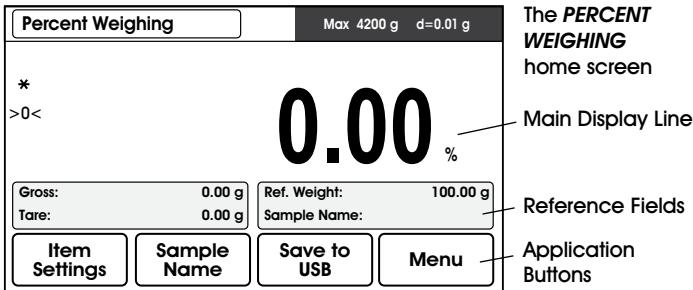 Percent Weighing
Max 4200 g d=0.01 g
The PERCENT
WEIGHING
home screen
*
>0<
0.00 %
Main Display Line
Gross: 0.00 g
Tare: 0.00 g
Ref. Weight: 100.00 g
Sample Name:
Reference Fields
Item
Settings
Sample
Name
Save to
USB
Menu
Application
Buttons